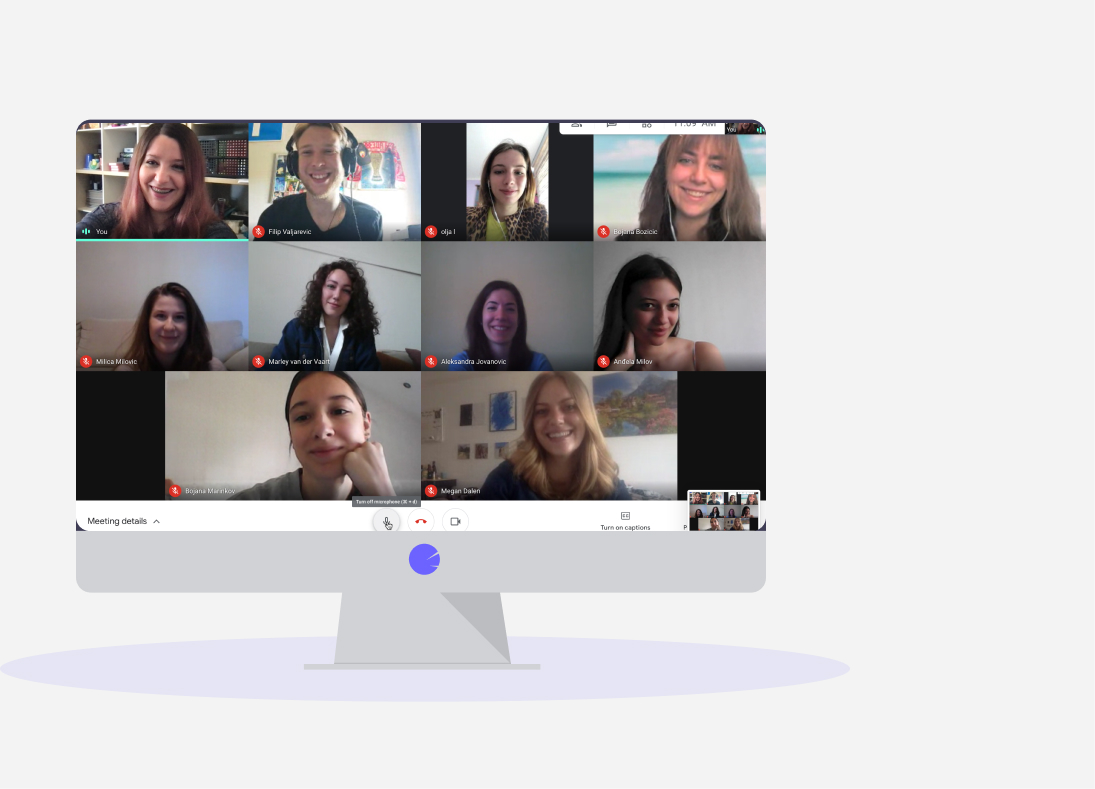 11:09 AM
You
You
Filip Valjarevic
olja l
Bojana Bozicic
Milica Milovic
Marley van der Vaart
Aleksandra Jovanovic
Anđela Milov
Bojana Marinkov
Megan Dalen
Turn off microphone (⌘ + d)
Meeting details
Turn on captions
P